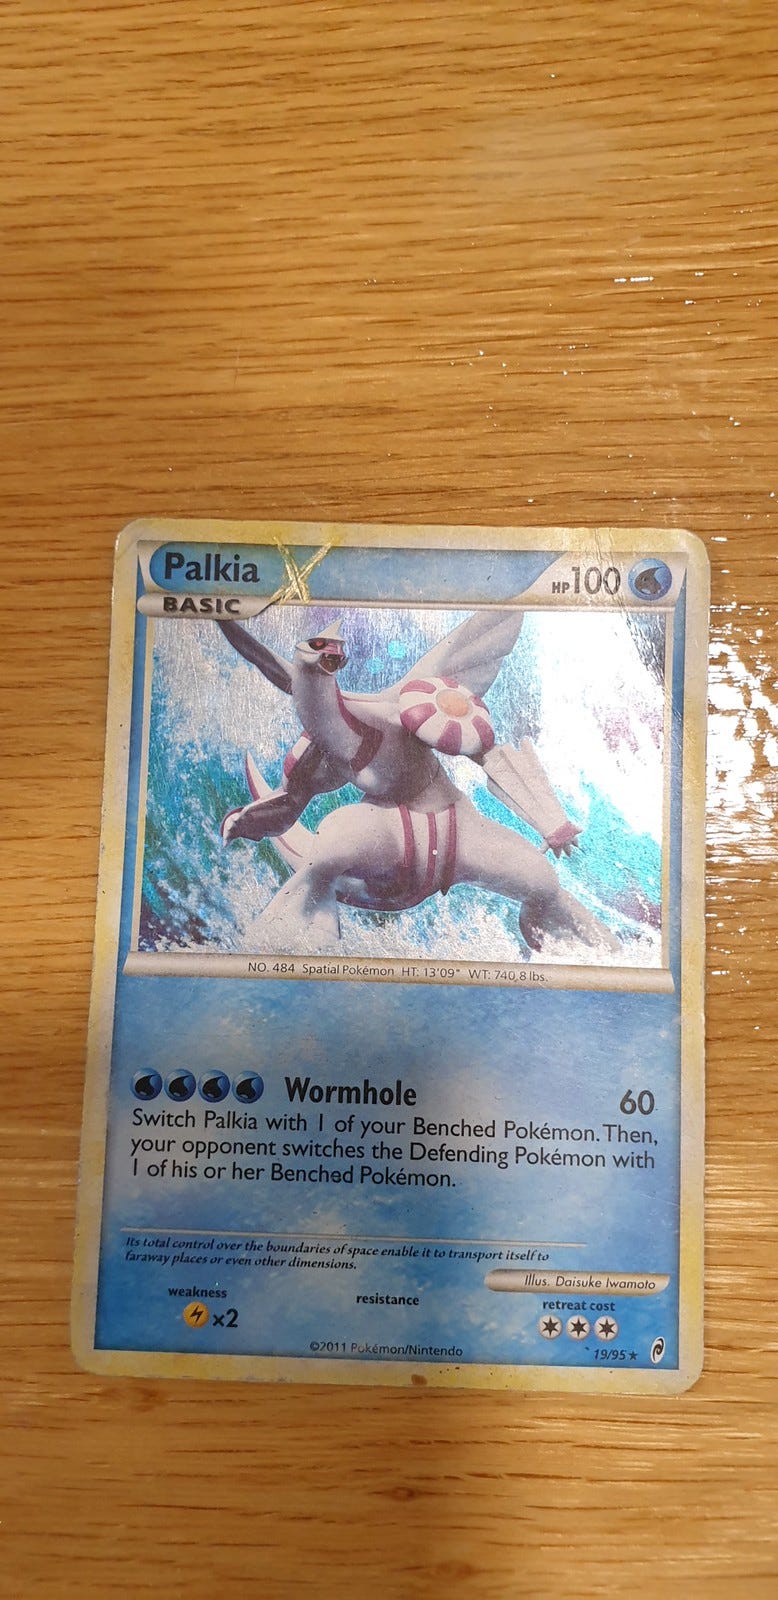 Palkia X
HP100
BASIC
NO. 484 Spatial Pokémon HT: 13'09" WT: 740.8 lbs.
Wormhole 60
Switch Palkia with 1 of your Benched Pokémon. Then,
your opponent switches the Defending Pokémon with
1 of his or her Benched Pokémon.
Its total control over the boundaries of space enable it to transport itself to
faraway places or even other dimensions.
Illus. Daisuke Iwamoto
weakness resistance retreat cost
x2
©2011 Pokémon/Nintendo
19/95 ★